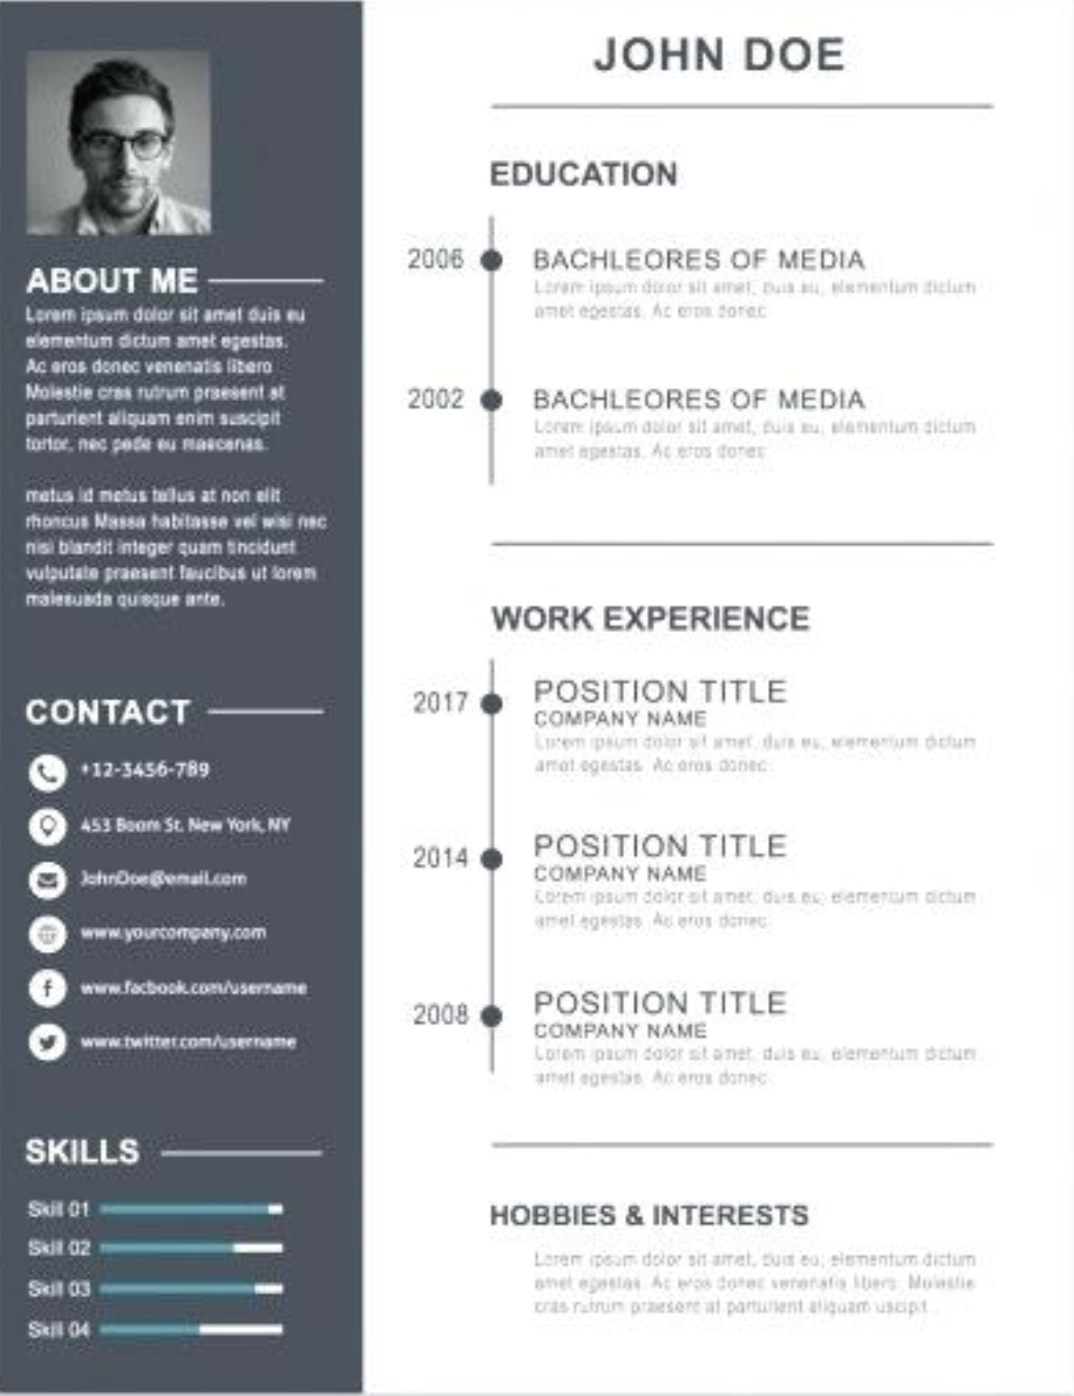 ABOUT ME
Lorem ipsum dolor sit amet duis eu
elementum dictum amet egestas.
Ac eros donec venenatis libero
Molestie cras rutrum praesent at
parturient aliquam enim suscipit
tortor, nec pede eu maecenas.
metus id metus tellus at non elit
rhoncus Massa habitasse vel wisi nec
nisi blandit integer quam tincidunt
vulputate praesent faucibus ut lorem
malesuada quisque ante.
CONTACT
+12-3456-789
453 Boom St. New York, NY
JohnDoe@email.com
www.yourcompany.com
www.facbook.com/username
www.twitter.com/username
SKILLS
Skill 01
Skill 02
Skill 03
Skill 04
JOHN DOE
EDUCATION
2006 BACHLEORES OF MEDIA
Lorem ipsum dolor sit amet, duis eu, elementum dictum
amet egestas. Ac eros donec
2002 BACHLEORES OF MEDIA
Lorem ipsum dolor sit amet, duis eu, elementum dictum
amet egestas. Ac eros donec
WORK EXPERIENCE
2017 POSITION TITLE
COMPANY NAME
Lorem ipsum dolor sit amet, duis eu, elementum dictum
amet egestas. Ac eros donec
2014 POSITION TITLE
COMPANY NAME
Lorem ipsum dolor sit amet, duis eu, elementum dictum
amet egestas. Ac eros donec
2008 POSITION TITLE
COMPANY NAME
Lorem ipsum dolor sit amet, duis eu, elementum dictum
amet egestas. Ac eros donec
HOBBIES & INTERESTS
Lorem ipsum dolor sit amet, duis eu, elementum dictum
amet egestas. Ac eros donec venenatis libero. Molestie
cras rutrum praesent at parturient aliquam uscipit